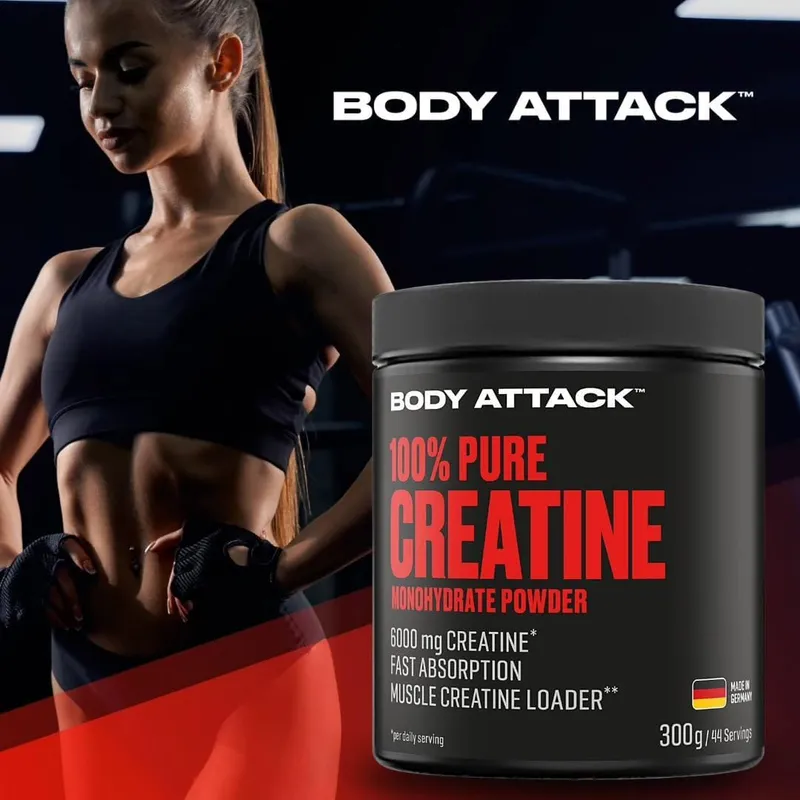 BODY ATTACK™
BODY ATTACK™
100% PURE
CREATINE
MONOHYDRATE POWDER
6000 mg CREATINE*
FAST ABSORPTION
MUSCLE CREATINE LOADER**
MADE IN
GERMANY
*per daily serving
300g / 44 Servings